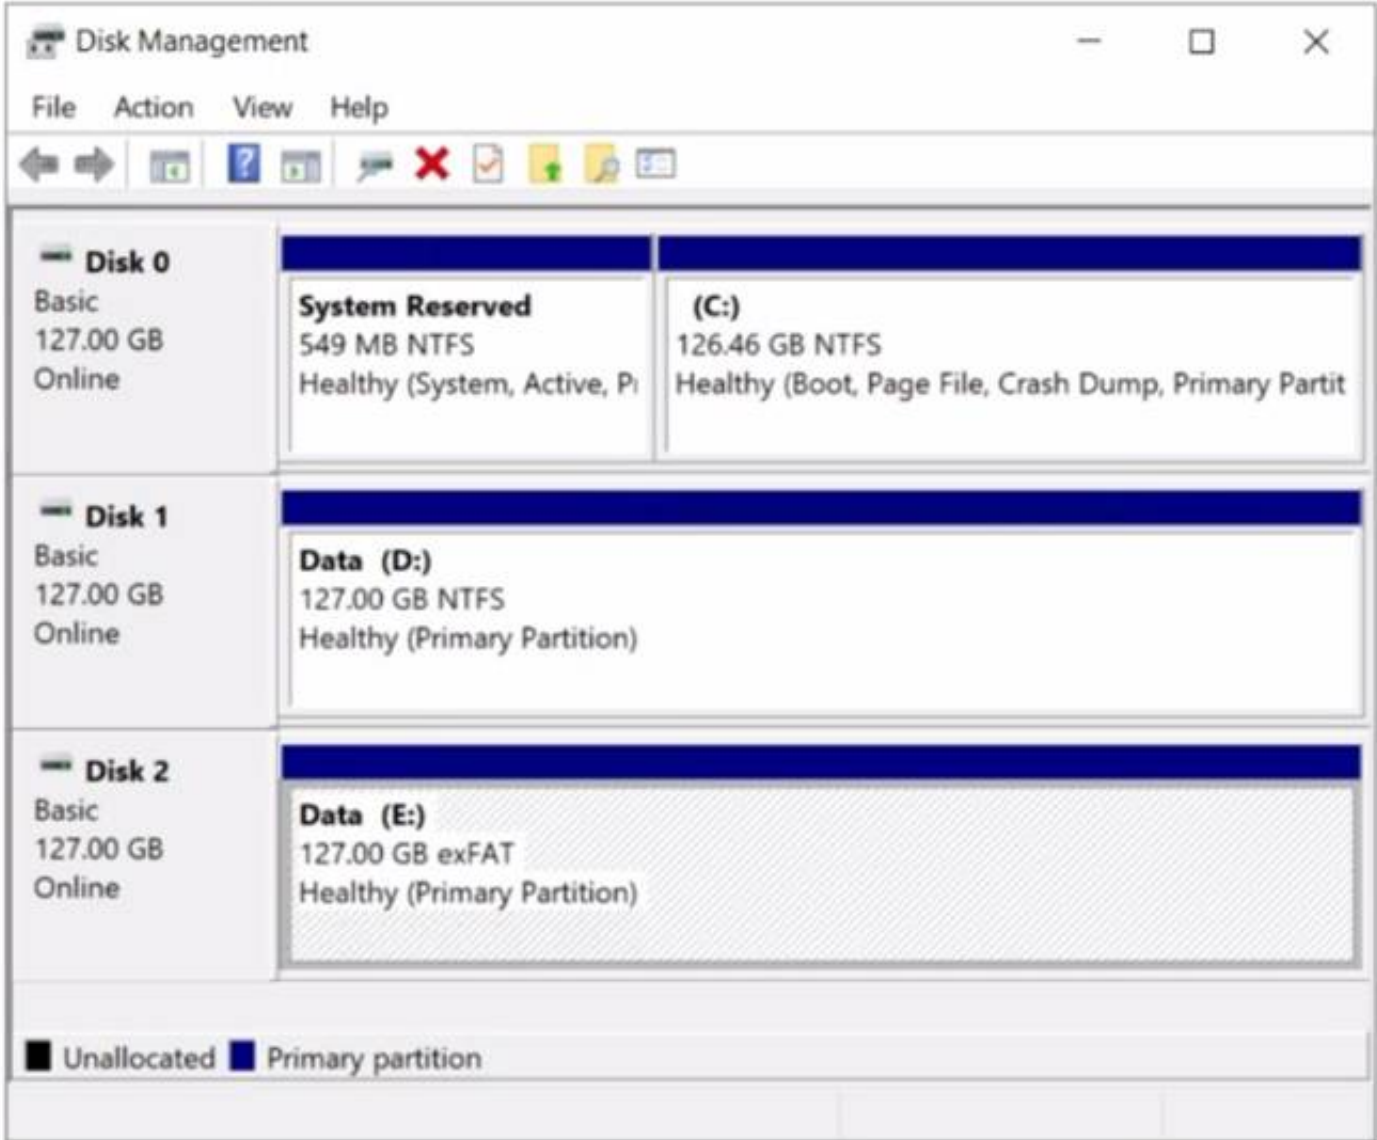 Disk Management
File Action View Help
Disk 0
Basic
127.00 GB
Online
System Reserved
549 MB NTFS
Healthy (System, Active, Pr
(C:)
126.46 GB NTFS
Healthy (Boot, Page File, Crash Dump, Primary Partit
Disk 1
Basic
127.00 GB
Online
Data (D:)
127.00 GB NTFS
Healthy (Primary Partition)
Disk 2
Basic
127.00 GB
Online
Data (E:)
127.00 GB exFAT
Healthy (Primary Partition)
Unallocated Primary partition